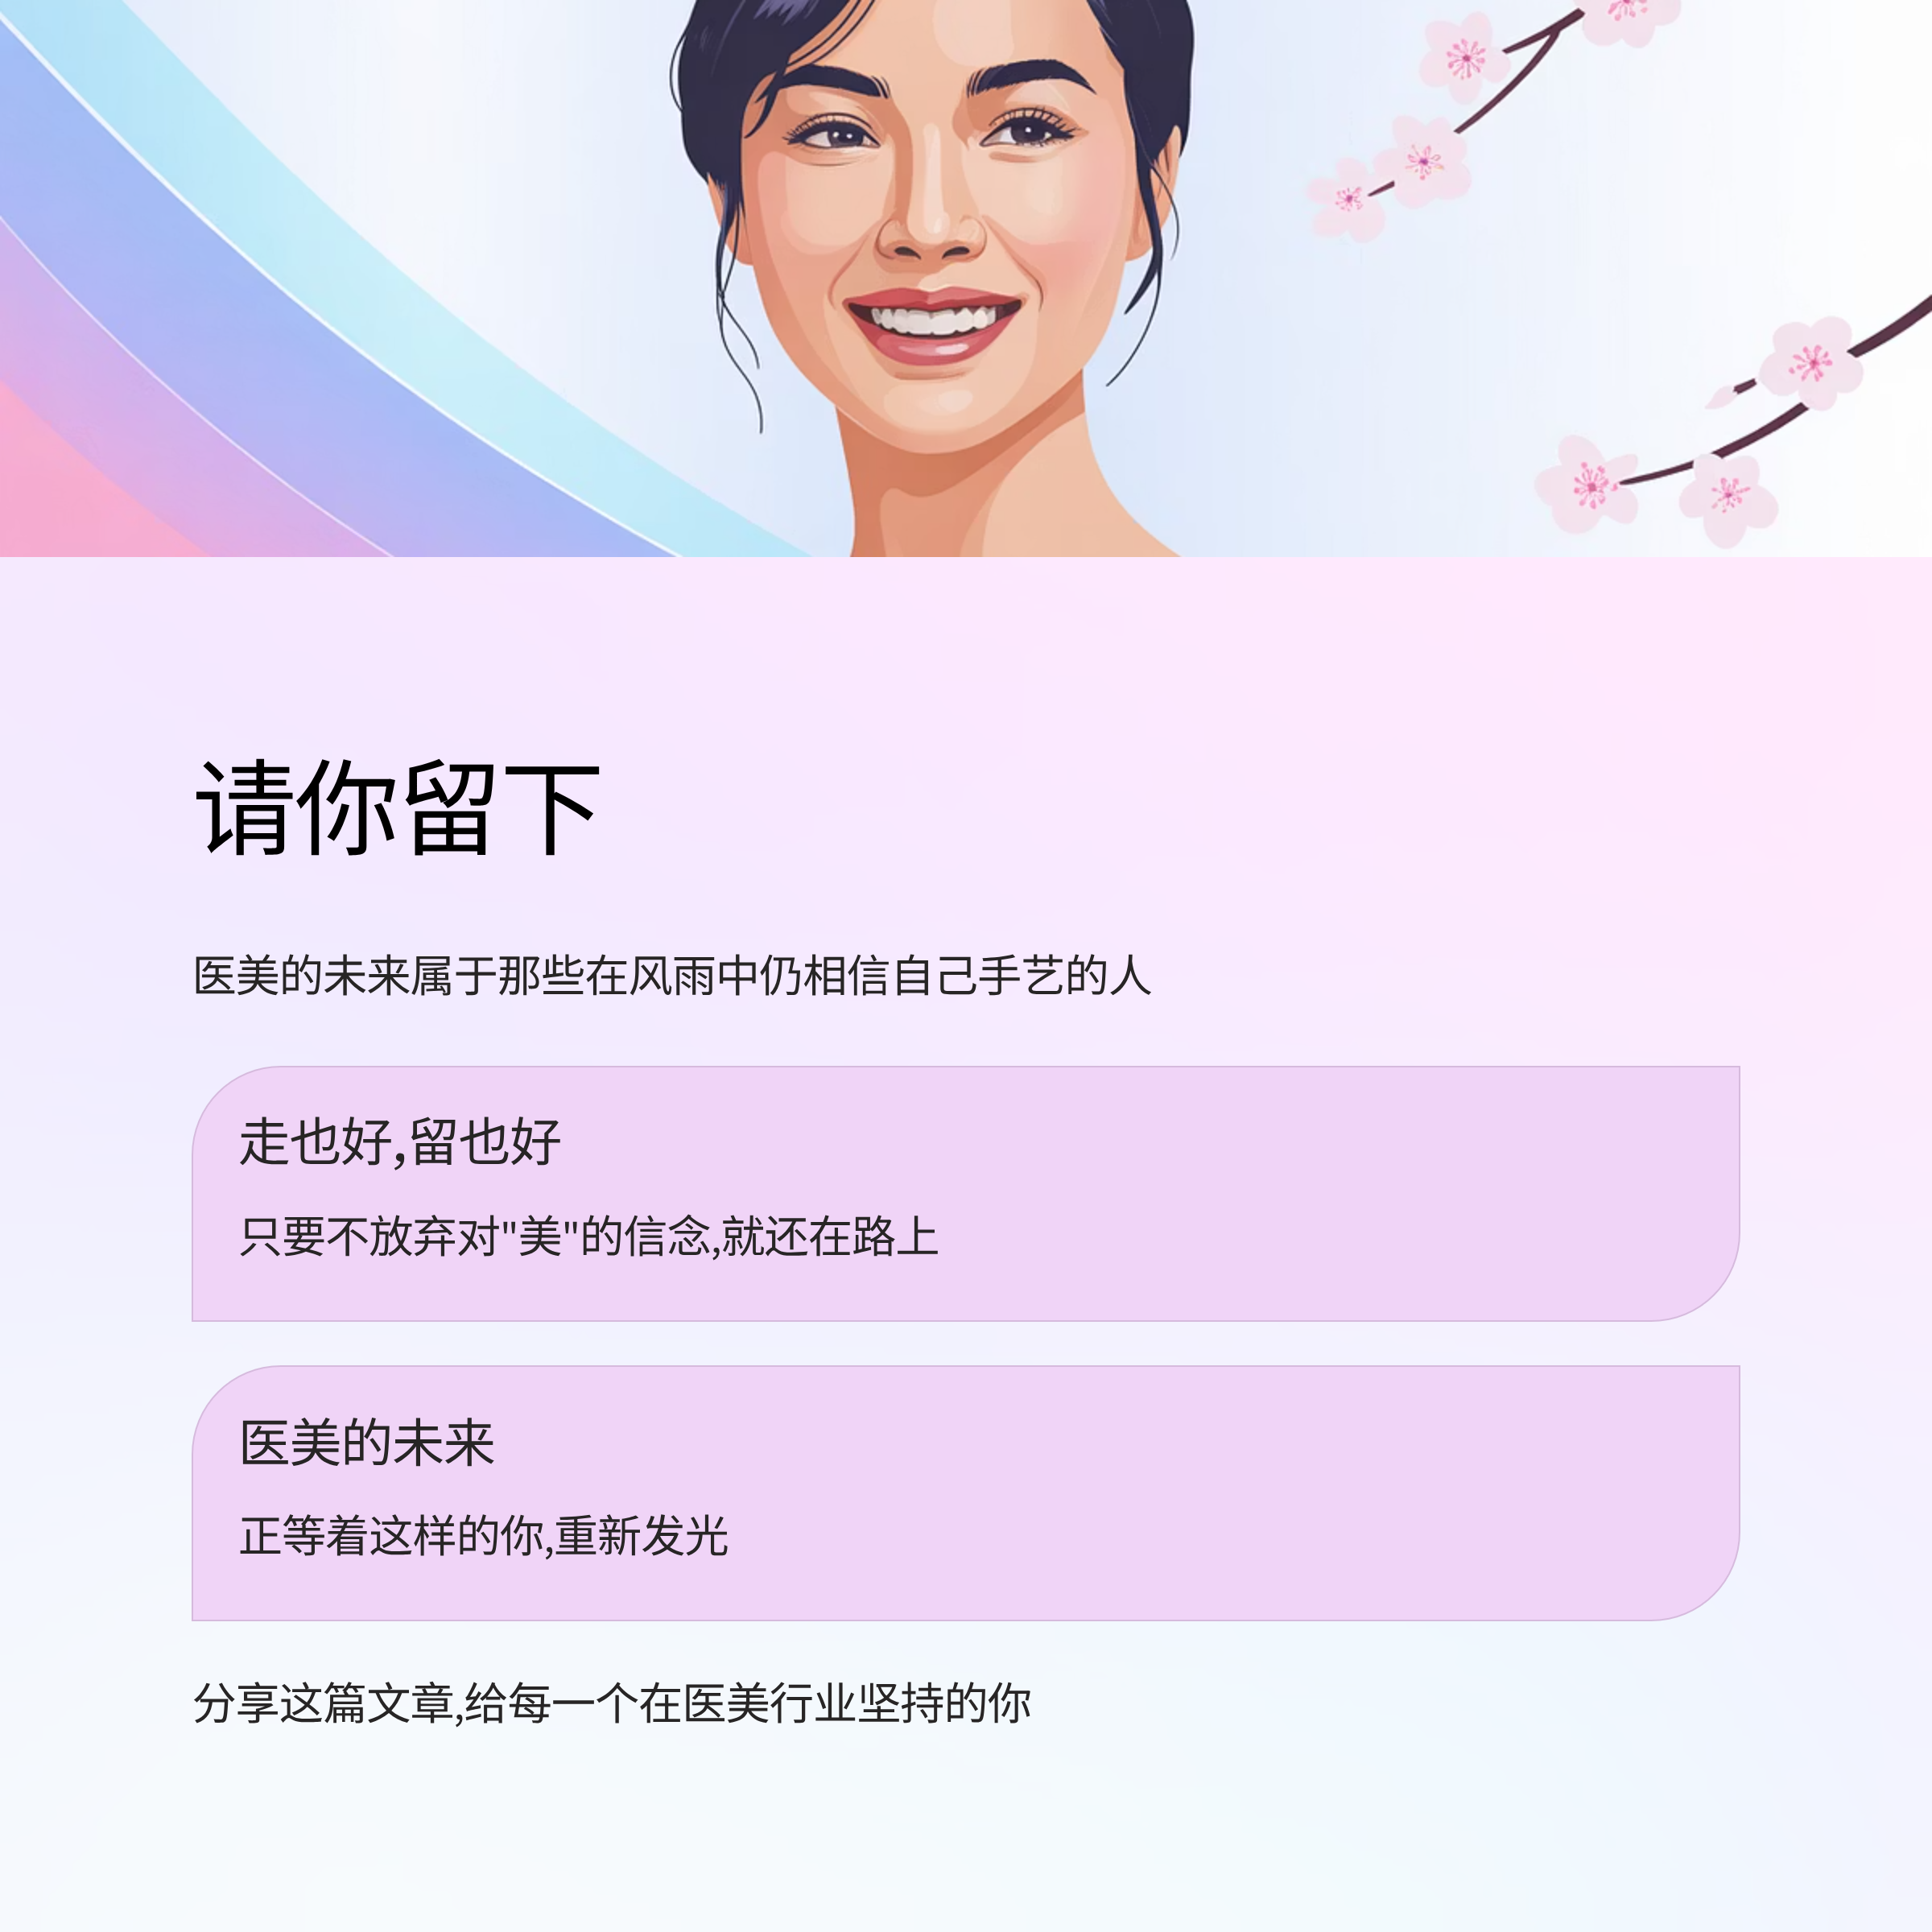 请你留下
医美的未来属于那些在风雨中仍相信自己手艺的人
走也好,留也好
只要不放弃对"美"的信念,就还在路上
医美的未来
正等着这样的你,重新发光
分享这篇文章,给每一个在医美行业坚持的你